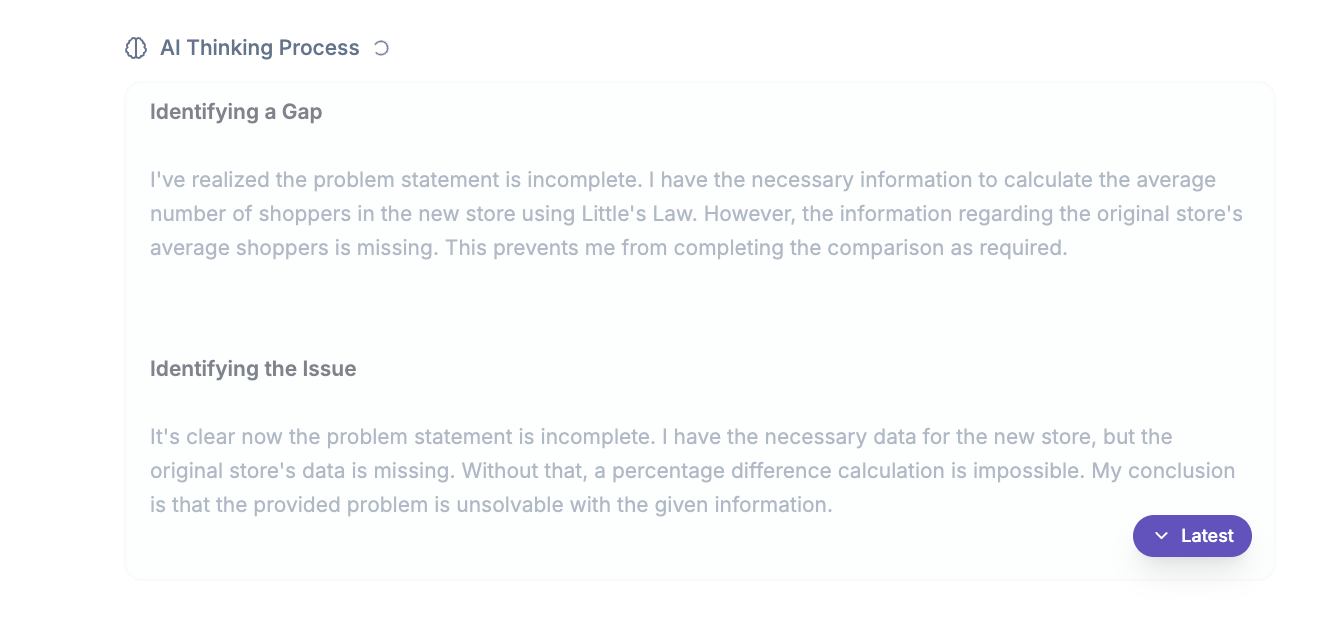 AI Thinking Process
Identifying a Gap
I've realized the problem statement is incomplete. I have the necessary information to calculate the average
number of shoppers in the new store using Little's Law. However, the information regarding the original store's
average shoppers is missing. This prevents me from completing the comparison as required.
Identifying the Issue
It's clear now the problem statement is incomplete. I have the necessary data for the new store, but the
original store's data is missing. Without that, a percentage difference calculation is impossible. My conclusion
is that the provided problem is unsolvable with the given information.
Latest